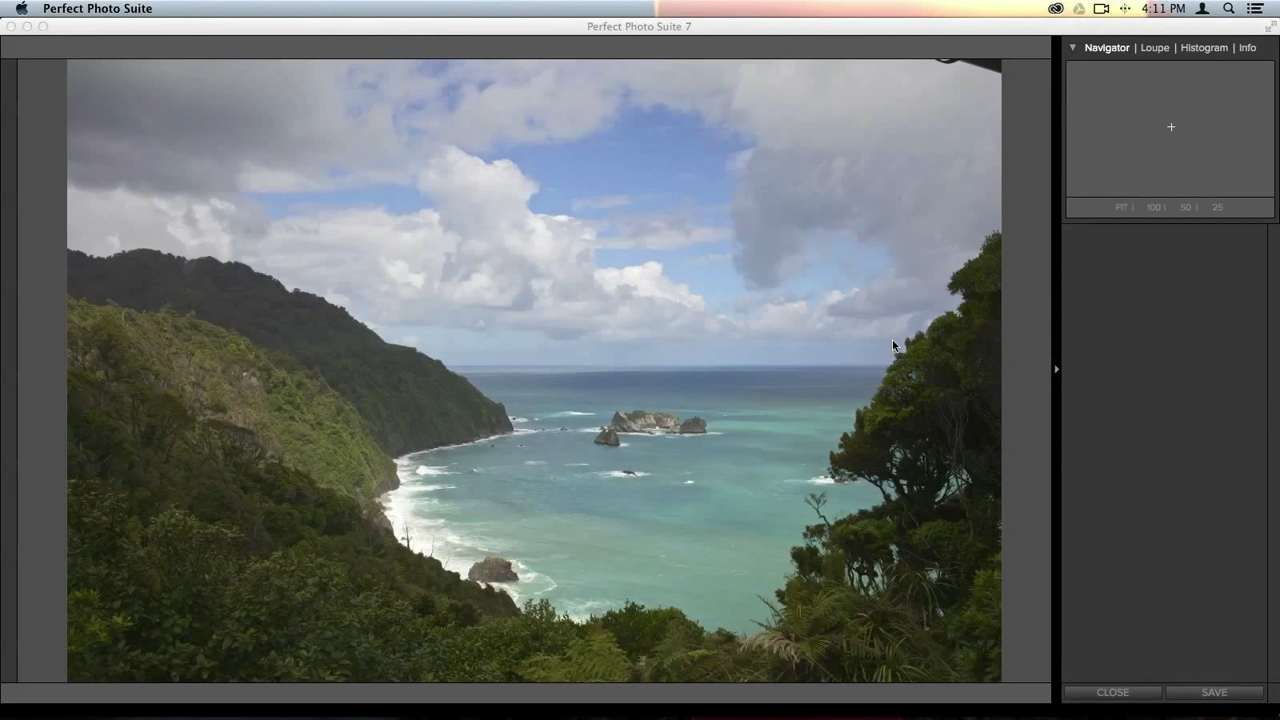 Perfect Photo Suite
4:11 PM
Perfect Photo Suite 7
Navigator | Loupe | Histogram | Info
FIT | 100 | 50 | 25
CLOSE SAVE